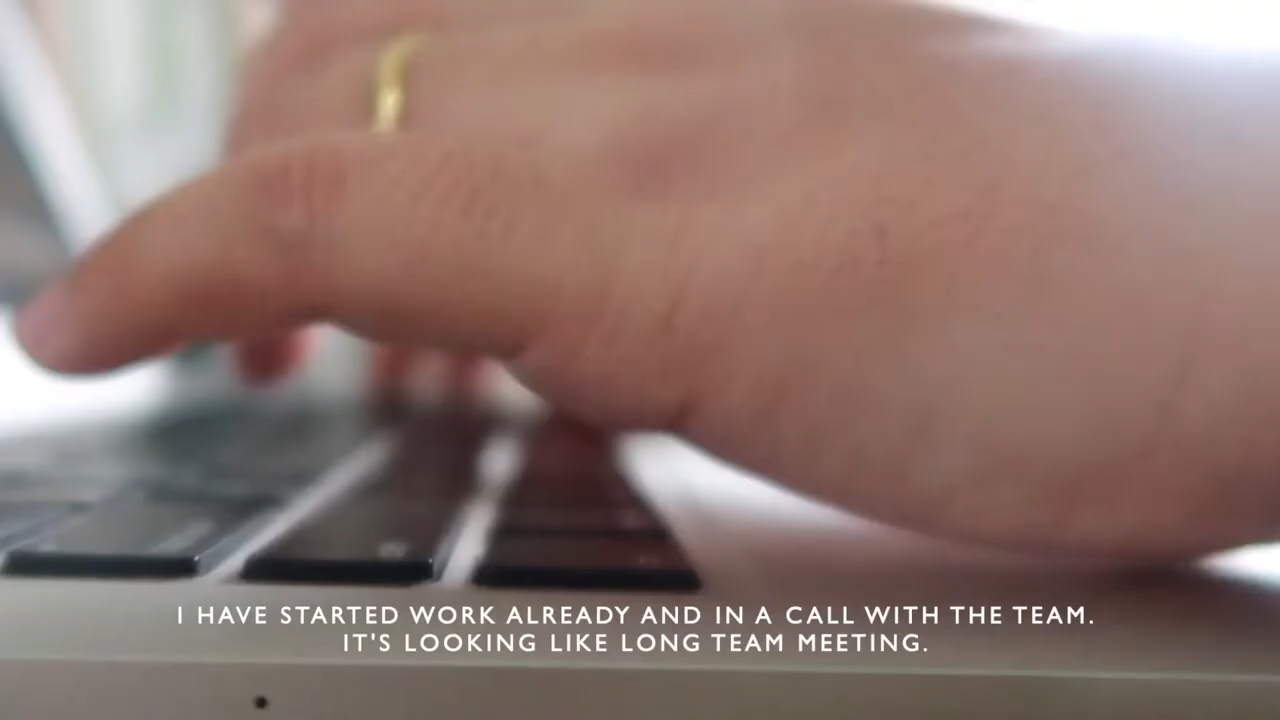 I HAVE STARTED WORK ALREADY AND IN A CALL WITH THE TEAM.
IT'S LOOKING LIKE LONG TEAM MEETING.